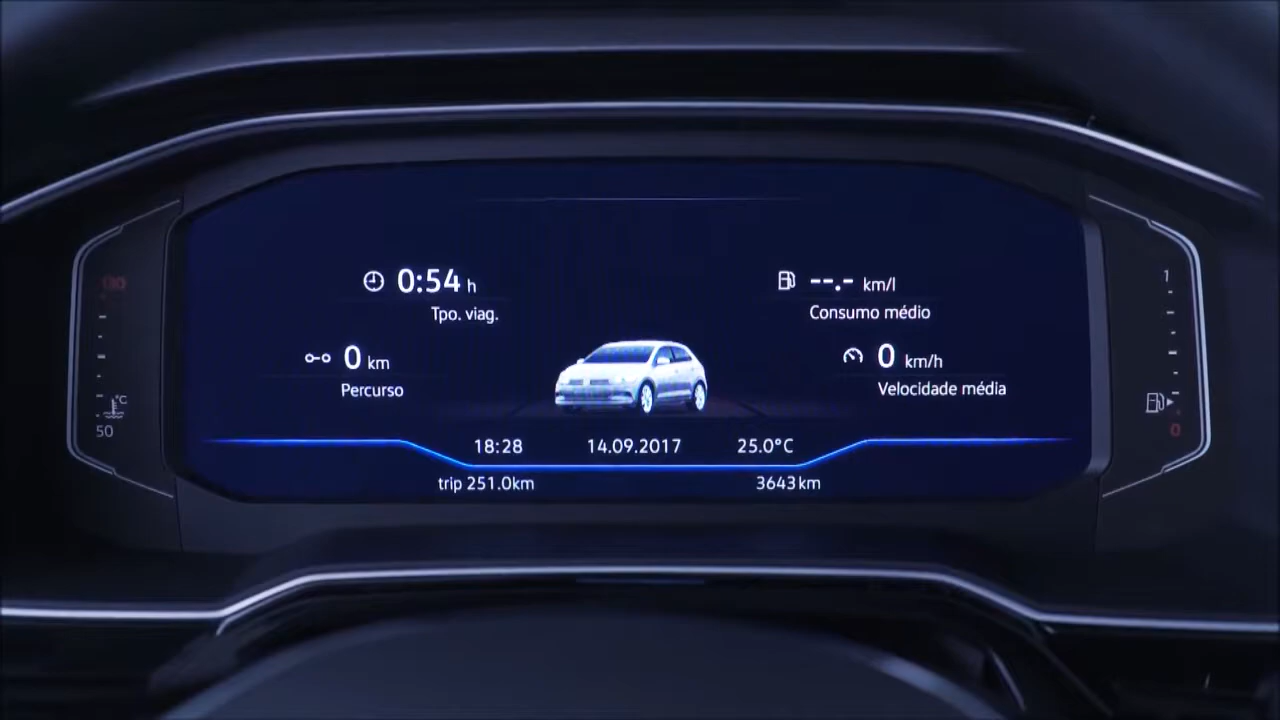 0:54 h
Tpo. viag.
--.- km/l
Consumo médio
0 km
Percurso
0 km/h
Velocidade média
18:28 14.09.2017 25.0°C
trip 251.0km 3643km
130
°C
50
1
0